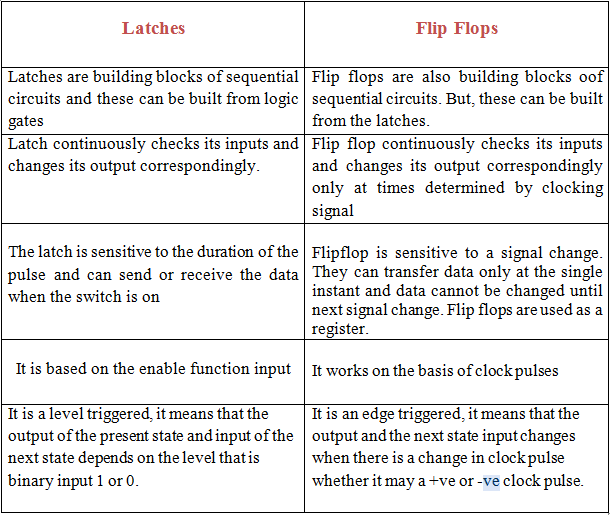 Latches
Flip Flops
Latches are building blocks of sequential
circuits and these can be built from logic
gates
Flip flops are also building blocks oof
sequential circuits. But, these can be built
from the latches.
Latch continuously checks its inputs and
changes its output correspondingly.
Flip flop continuously checks its inputs
and changes its output correspondingly
only at times determined by clocking
signal
The latch is sensitive to the duration of the
pulse and can send or receive the data
when the switch is on
Flipflop is sensitive to a signal change.
They can transfer data only at the single
instant and data cannot be changed until
next signal change. Flip flops are used as a
register.
It is based on the enable function input
It works on the basis of clock pulses
It is a level triggered, it means that the
output of the present state and input of the
next state depends on the level that is
binary input 1 or 0.
It is an edge triggered, it means that the
output and the next state input changes
when there is a change in clock pulse
whether it may a +ve or -ve clock pulse.